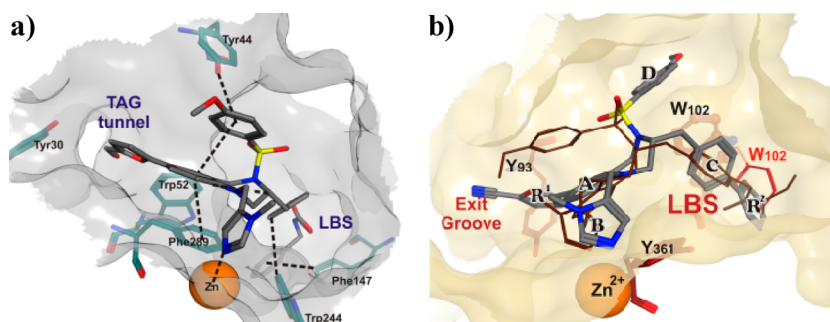 a)
Tyr44
TAG
tunnel
Tyr30
Trp52
LBS
Phe289
Zn
Phe147
Trp244
b)
D
W102
Y93
A
C
W102
R1
R2
Exit
Groove
LBS
B
Y361
Zn2+